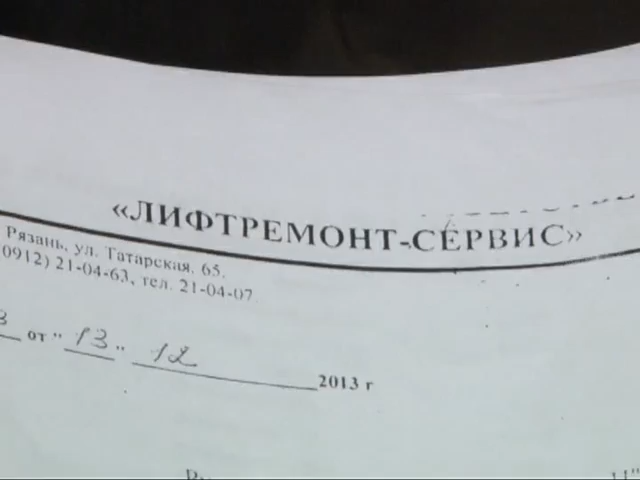 «ЛИФТРЕМОНТ-СЕРВИС»
Рязань, ул. Татарская, 65,
(0912) 21-04-63, тел. 21-04-07
от "13" 12 2013 г